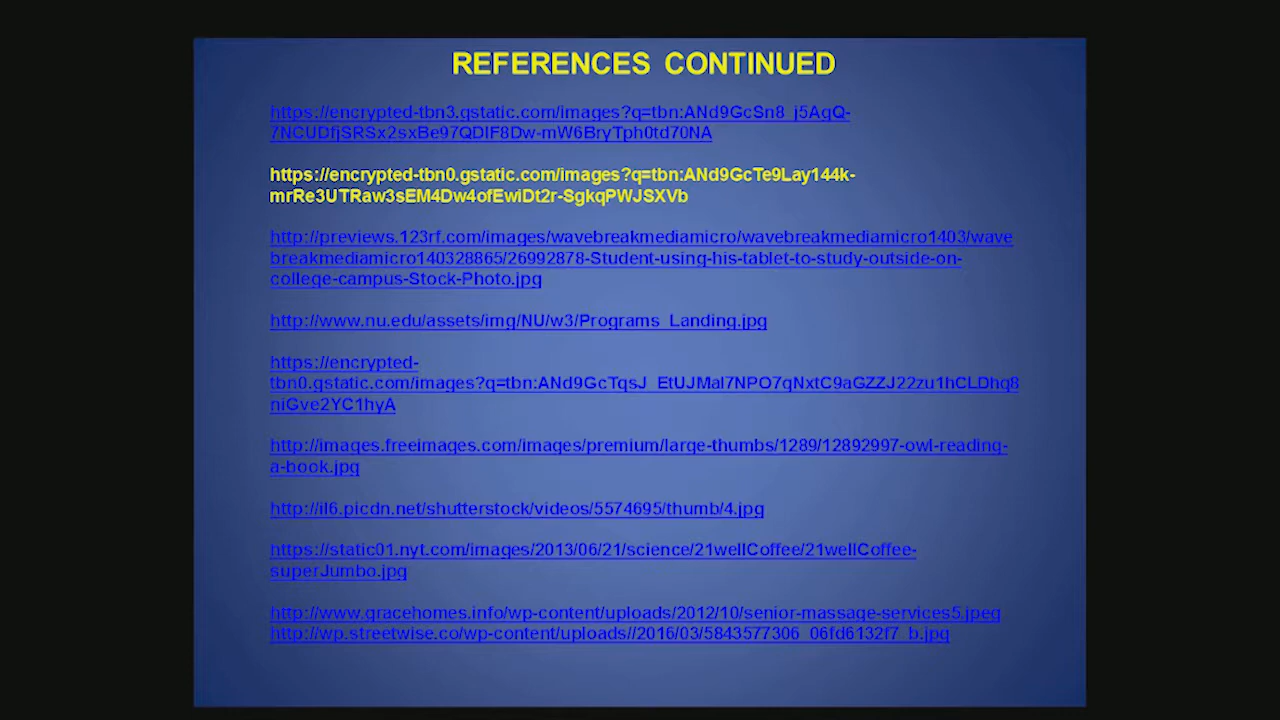 REFERENCES CONTINUED
https://encrypted-tbn3.gstatic.com/images?q=tbn:ANd9GcSn8_j5AgQ-
7NCUDfjSRSx2sxBe97QDIF8Dw-mW6BryTph0td70NA
https://encrypted-tbn0.gstatic.com/images?q=tbn:ANd9GcTe9Lay144k-
mrRe3UTRaw3sEM4Dw4ofEwiDt2r-SgkqPWJSXVb
http://previews.123rf.com/images/wavebreakmediamicro/wavebreakmediamicro1403/wave
breakmediamicro140328865/26992878-Student-using-his-tablet-to-study-outside-on-
college-campus-Stock-Photo.jpg
http://www.nu.edu/assets/img/NU/w3/Programs_Landing.jpg
https://encrypted-
tbn0.gstatic.com/images?q=tbn:ANd9GcTqsJ_EtUJMal7NPO7qNxtC9aGZZJ22zu1hCLDhq8
niGve2YC1hyA
http://images.freeimages.com/images/premium/large-thumbs/1289/12892997-owl-reading-
a-book.jpg
http://il6.picdn.net/shutterstock/videos/5574695/thumb/4.jpg
https://static01.nyt.com/images/2013/06/21/science/21wellCoffee/21wellCoffee-
superJumbo.jpg
http://www.gracehomes.info/wp-content/uploads/2012/10/senior-massage-services5.jpeg
http://wp.streetwise.co/wp-content/uploads//2016/03/5843577306_06fd6132f7_b.jpg